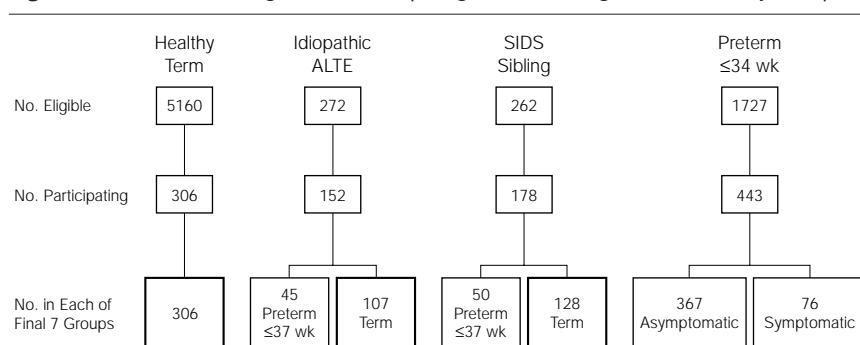 Healthy Term
Idiopathic ALTE
SIDS Sibling
Preterm ≤34 wk
No. Eligible
5160
272
262
1727
No. Participating
306
152
178
443
No. in Each of
Final 7 Groups
306
45
Preterm
≤37 wk
107
Term
50
Preterm
≤37 wk
128
Term
367
Asymptomatic
76
Symptomatic